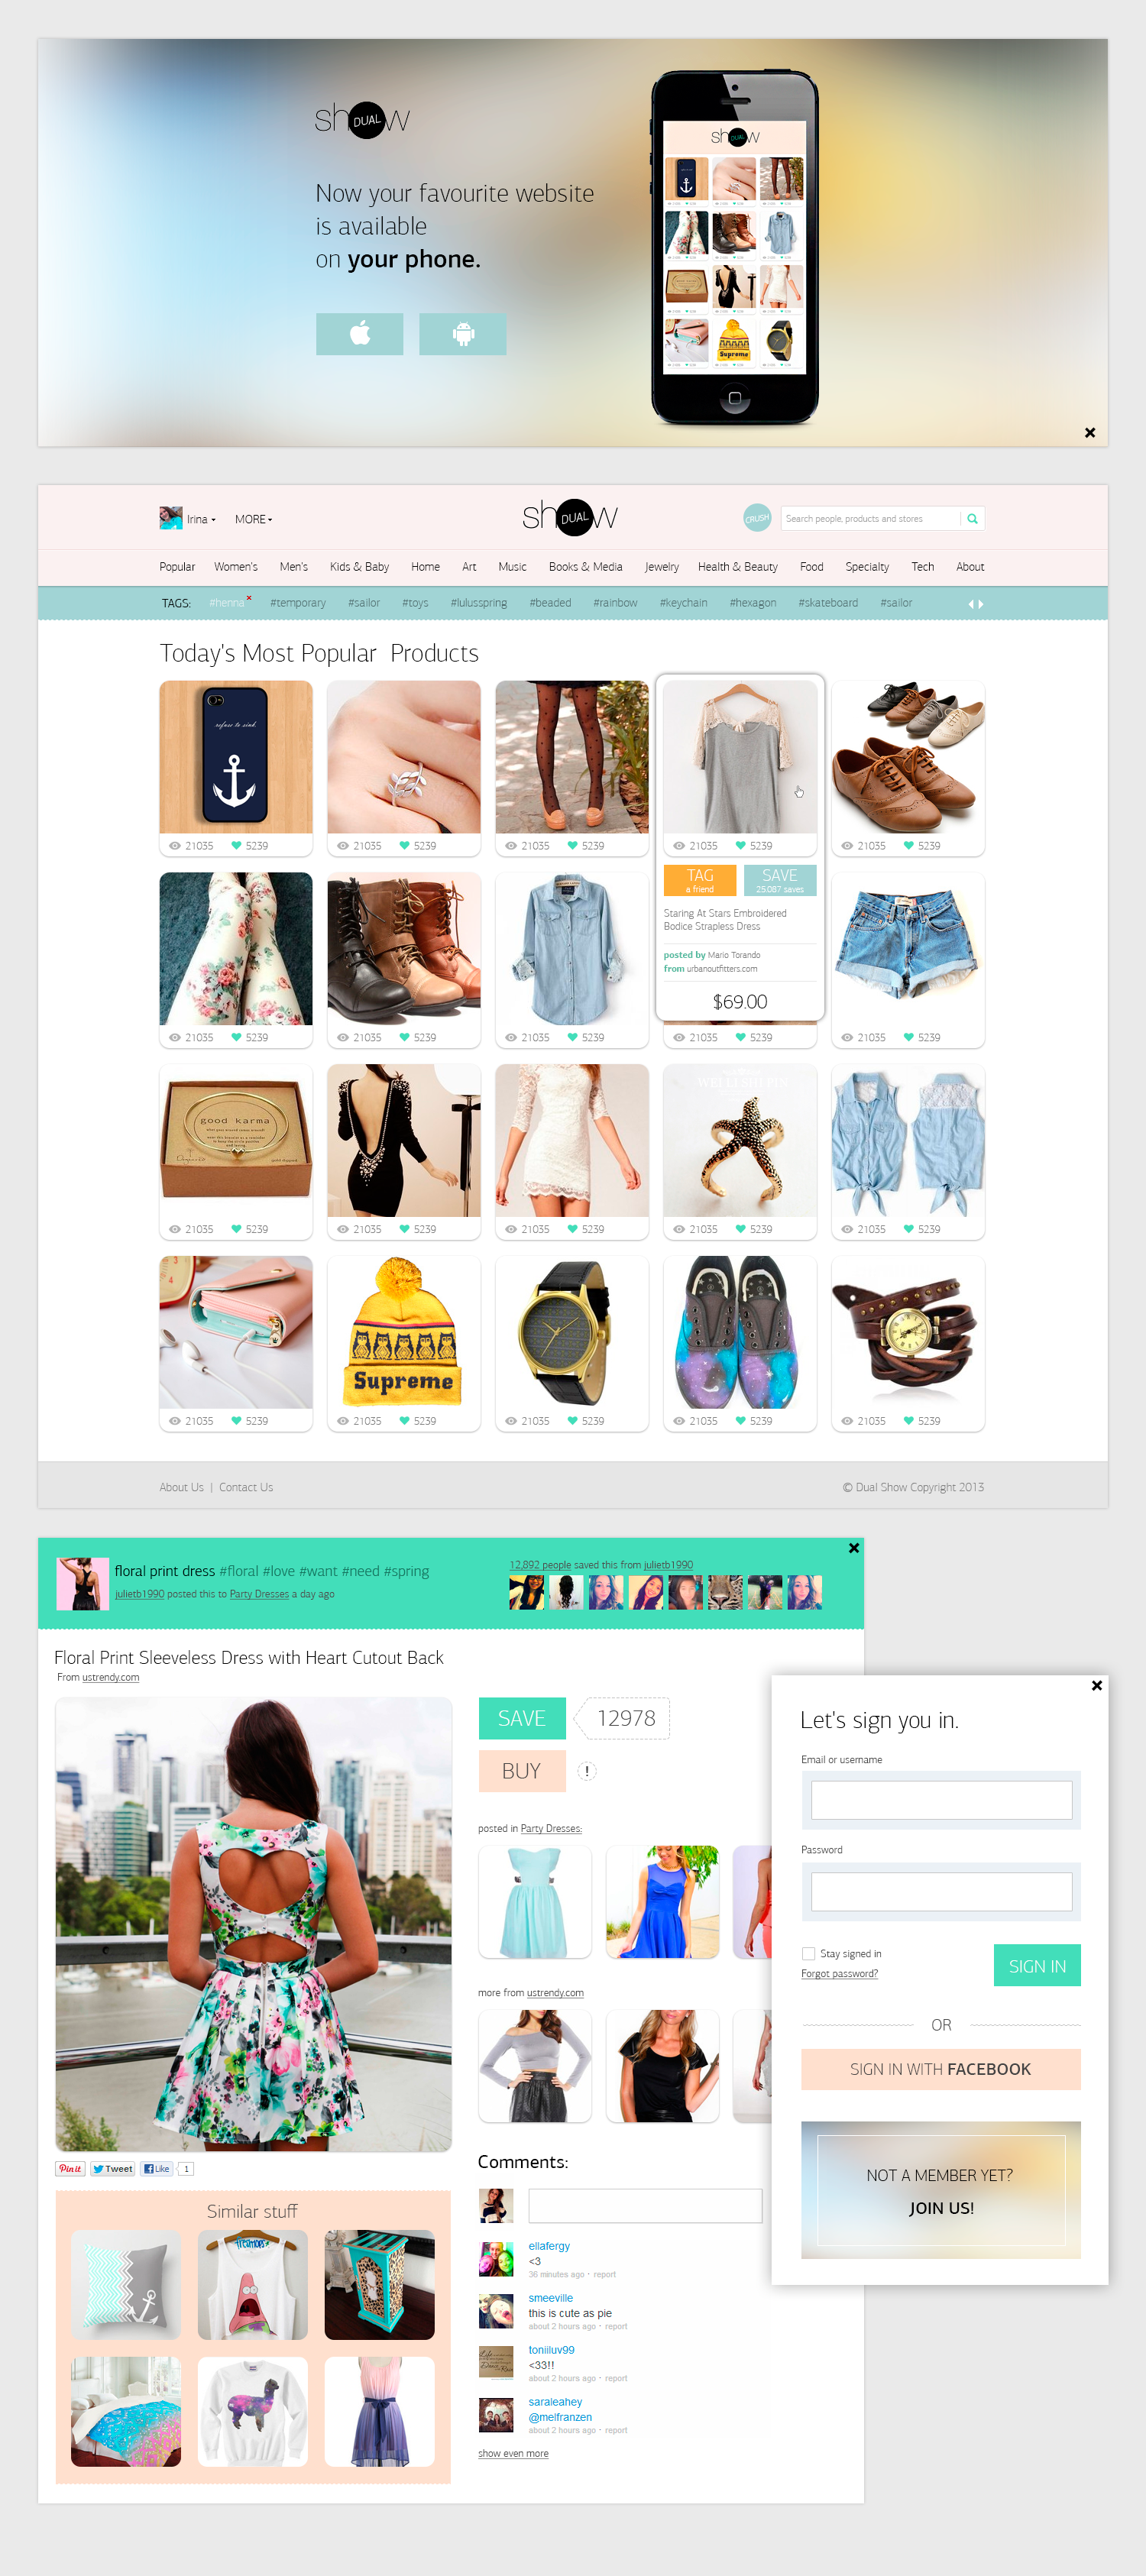 show
DUAL
Now your favourite website
is available
on your phone.
show
DUAL
Supreme
Irina
MORE
show
DUAL
CRUSH
Search people, products and stores
Popular Women's Men's Kids & Baby Home Art Music Books & Media Jewelry Health & Beauty Food Specialty Tech About
TAGS: #henna #temporary #sailor #toys #lulusspring #beaded #rainbow #keychain #hexagon #skateboard #sailor
Today's Most Popular Products
refuse to sink.
21035 5239 21035 5239 21035 5239 21035 5239 21035 5239
TAG
a friend
SAVE
25.087 saves
Staring At Stars Embroidered
Bodice Strapless Dress
posted by Mario Torando
from urbanoutfitters.com
$69.00
21035 5239 21035 5239 21035 5239 21035 5239 21035 5239
good karma
WEI LI SHI PIN
21035 5239 21035 5239 21035 5239 21035 5239 21035 5239
Supreme
21035 5239 21035 5239 21035 5239 21035 5239 21035 5239
About Us | Contact Us
© Dual Show Copyright 2013
floral print dress #floral #love #want #need #spring
julietb1990 posted this to Party Dresses a day ago
12,892 people saved this from julietb1990
Floral Print Sleeveless Dress with Heart Cutout Back
From ustrendy.com
SAVE
12978
BUY
!
posted in Party Dresses:
more from ustrendy.com
Pin it
Tweet
Like
1
Similar stuff
Comments:
ellafergy
<3
36 minutes ago · report
smeeville
this is cute as pie
about 2 hours ago · report
toniiluv99
<33!!
about 2 hours ago · report
saraleahey
@melfranzen
about 2 hours ago · report
show even more
Let's sign you in.
Email or username
Password
Stay signed in
Forgot password?
SIGN IN
OR
SIGN IN WITH FACEBOOK
NOT A MEMBER YET?
JOIN US!